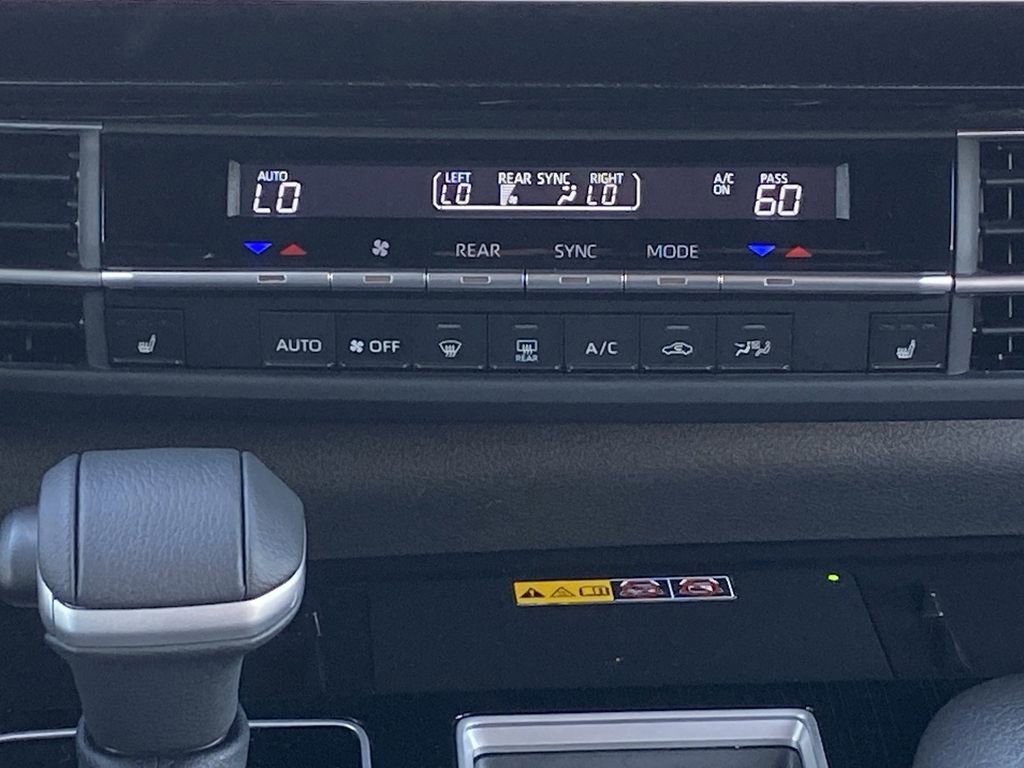 AUTO LEFT REAR SYNC RIGHT A/C ON PASS
LO LO LO 60
REAR SYNC MODE
AUTO OFF REAR A/C